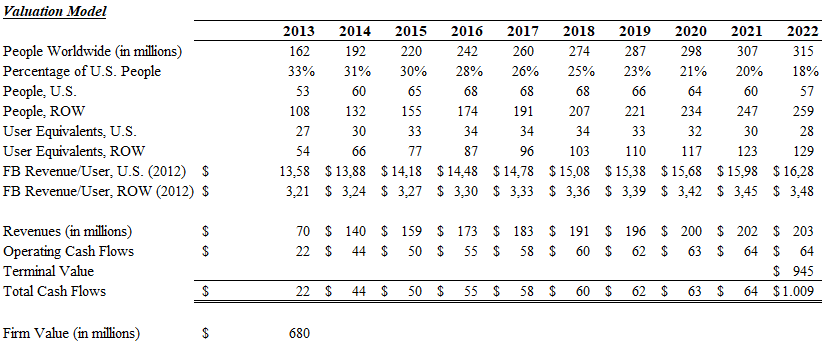 Valuation Model
2013 2014 2015 2016 2017 2018 2019 2020 2021 2022
People Worldwide (in millions) 162 192 220 242 260 274 287 298 307 315
Percentage of U.S. People 33% 31% 30% 28% 26% 25% 23% 21% 20% 18%
People, U.S. 53 60 65 68 68 68 66 64 60 57
People, ROW 108 132 155 174 191 207 221 234 247 259
User Equivalents, U.S. 27 30 33 34 34 34 33 32 30 28
User Equivalents, ROW 54 66 77 87 96 103 110 117 123 129
FB Revenue/User, U.S. (2012) $ 13,58 $ 13,88 $ 14,18 $ 14,48 $ 14,78 $ 15,08 $ 15,38 $ 15,68 $ 15,98 $ 16,28
FB Revenue/User, ROW (2012) $ 3,21 $ 3,24 $ 3,27 $ 3,30 $ 3,33 $ 3,36 $ 3,39 $ 3,42 $ 3,45 $ 3,48
Revenues (in millions) $ 70 $ 140 $ 159 $ 173 $ 183 $ 191 $ 196 $ 200 $ 202 $ 203
Operating Cash Flows $ 22 $ 44 $ 50 $ 55 $ 58 $ 60 $ 62 $ 63 $ 64 $ 64
Terminal Value $ 945
Total Cash Flows $ 22 $ 44 $ 50 $ 55 $ 58 $ 60 $ 62 $ 63 $ 64 $ 1.009
Firm Value (in millions) $ 680